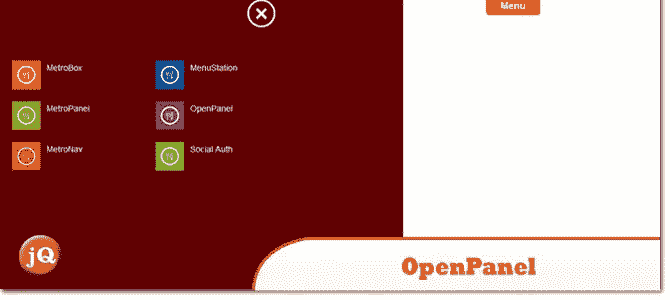 Menu
MetroBox
MenuStation
MetroPanel
OpenPanel
MetroNav
Social Auth
jQ
OpenPanel